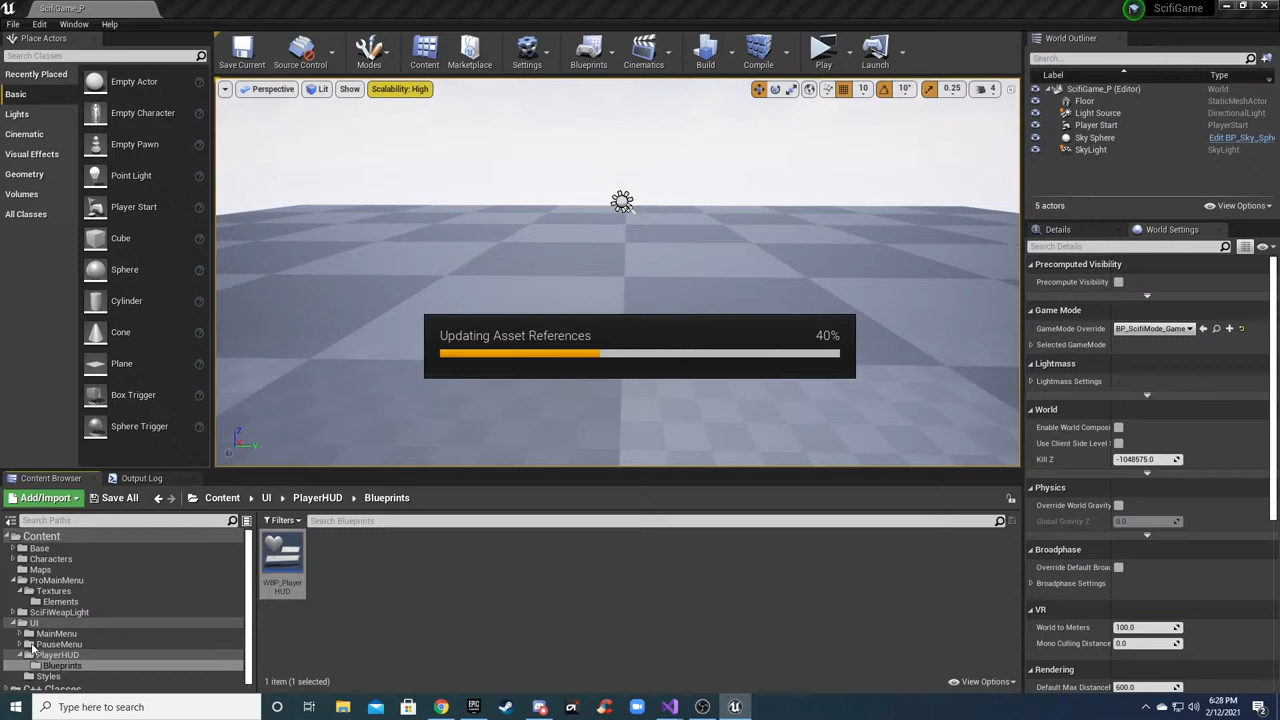 ScifiGame_P
ScifiGame
File Edit Window Help
Place Actors
Search Classes
Recently Placed
Basic
Lights
Cinematic
Visual Effects
Geometry
Volumes
All Classes
Empty Actor
Empty Character
Empty Pawn
Point Light
Player Start
Cube
Sphere
Cylinder
Cone
Plane
Box Trigger
Sphere Trigger
Save Current
Source Control
Modes
Content
Marketplace
Settings
Blueprints
Cinematics
Build
Compile
Play
Launch
Perspective
Lit
Show
Scalability: High
10
10°
0.25
4
Updating Asset References 40%
Z
X
Y
World Outliner
Search...
Label Type
ScifiGame_P (Editor) World
Floor StaticMeshActor
Light Source DirectionalLight
Player Start PlayerStart
Sky Sphere Edit BP_Sky_Sph
SkyLight SkyLight
5 actors
View Options
Details
World Settings
Search Details
Precomputed Visibility
Precompute Visibility
Game Mode
GameMode Override BP_ScifiMode_Game
Selected GameMode
Lightmass
Lightmass Settings
World
Enable World Composi
Use Client Side Level S
Kill Z -1048575.0
Physics
Override World Gravity
Global Gravity Z 0.0
Broadphase
Override Default Broad
Broadphase Settings
VR
World to Meters 100.0
Mono Culling Distance 0.0
Rendering
Default Max Distance 600.0
Content Browser
Output Log
Add/Import
Save All
Content
UI
PlayerHUD
Blueprints
Search Paths
Filters
Search Blueprints
Content
Base
Characters
Maps
ProMainMenu
Textures
Elements
SciFiWeapLight
UI
MainMenu
PauseMenu
PlayerHUD
Blueprints
Styles
C++ Classes
WBP_Player
HUD
1 item (1 selected)
View Options
Type here to search
EPIC
6:28 PM
2/12/2021